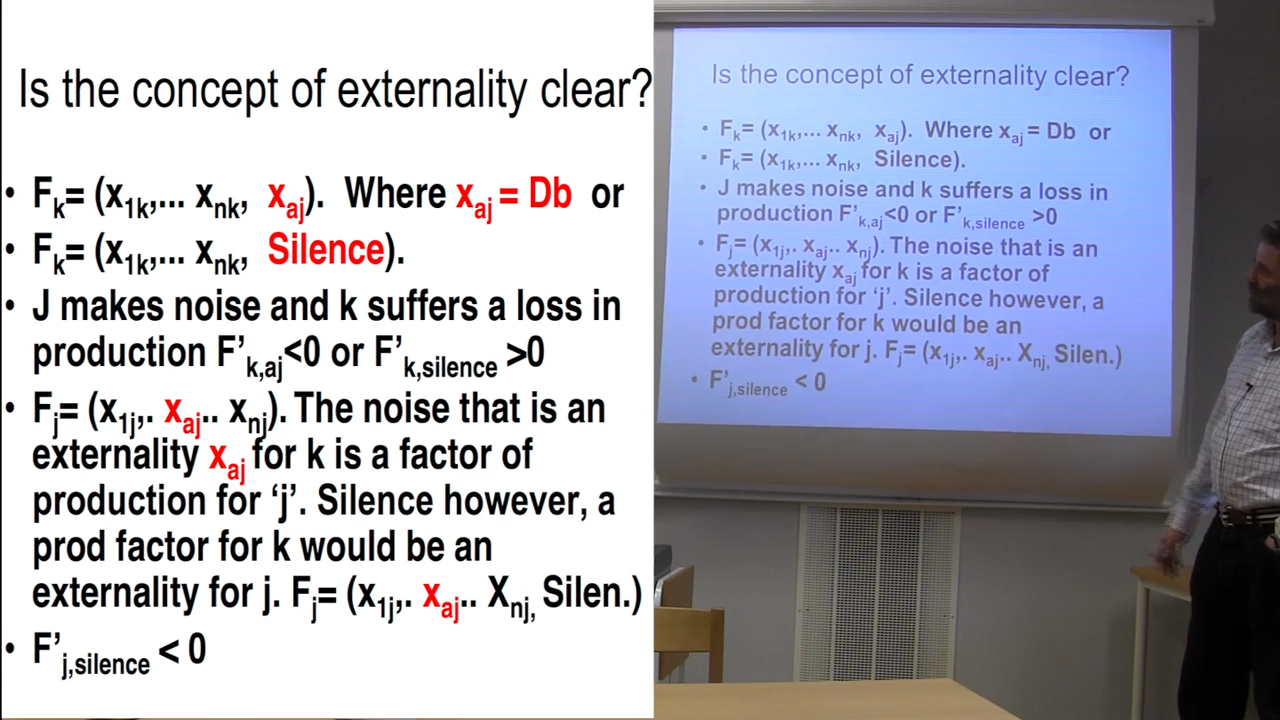 Is the concept of externality clear?
• Fk= (x1k,... xnk, xaj). Where xaj = Db or
• Fk= (x1k,... xnk, Silence).
• J makes noise and k suffers a loss in
production F’k,aj<0 or F’k,silence >0
• Fj= (x1j,. xaj.. xnj). The noise that is an
externality xaj for k is a factor of
production for ‘j’. Silence however, a
prod factor for k would be an
externality for j. Fj= (x1j,. xaj.. Xnj, Silen.)
• F’j,silence < 0
Is the concept of externality clear?
• Fk= (x1k,... xnk, xaj). Where xaj = Db or
• Fk= (x1k,... xnk, Silence).
• J makes noise and k suffers a loss in
production F’k,aj<0 or F’k,silence >0
• Fj= (x1j,. xaj.. xnj). The noise that is an
externality xaj for k is a factor of
production for ‘j’. Silence however, a
prod factor for k would be an
externality for j. Fj= (x1j,. xaj.. Xnj, Silen.)
• F’j,silence < 0